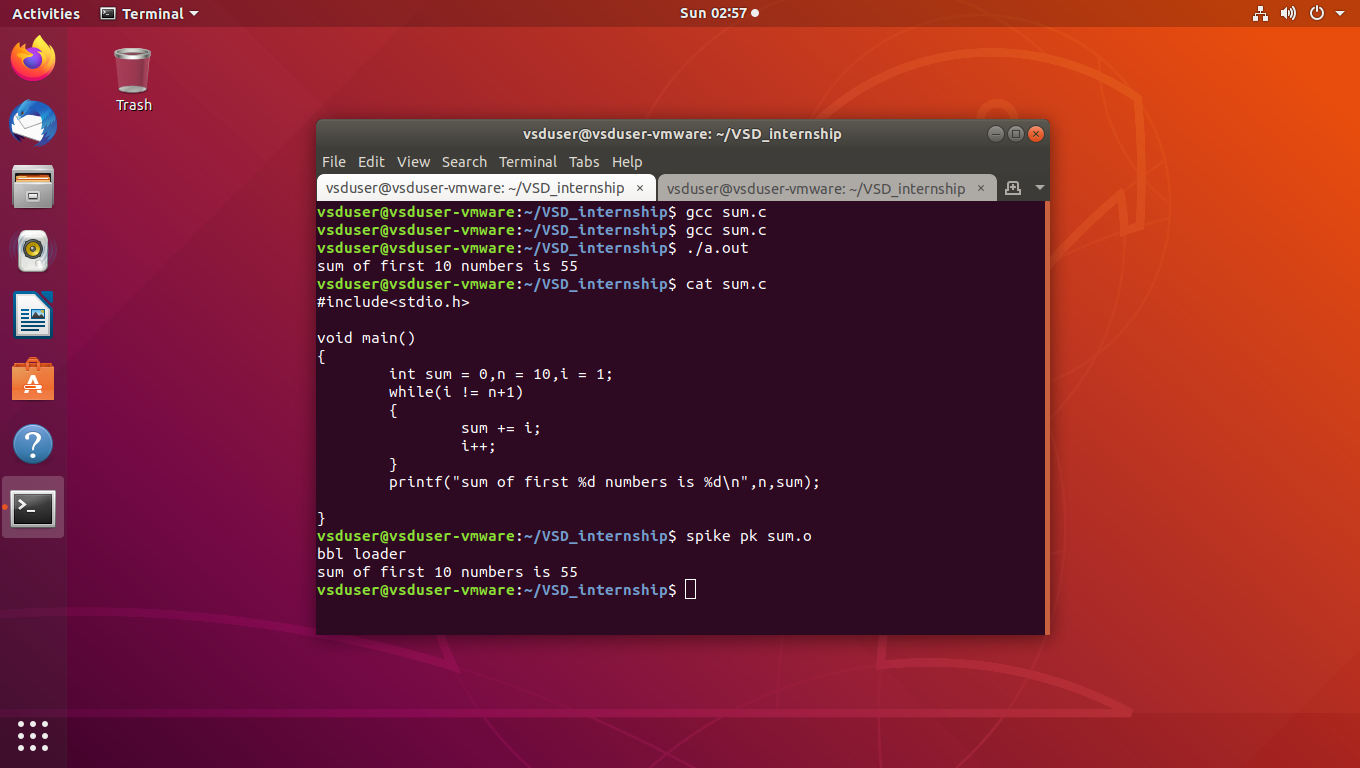 Activities Terminal Sun 02:57
Trash
vsduser@vsduser-vmware: ~/VSD_internship
File Edit View Search Terminal Tabs Help
vsduser@vsduser-vmware: ~/VSD_internship × vsduser@vsduser-vmware: ~/VSD_internship ×
vsduser@vsduser-vmware:~/VSD_internship$ gcc sum.c
vsduser@vsduser-vmware:~/VSD_internship$ gcc sum.c
vsduser@vsduser-vmware:~/VSD_internship$ ./a.out
sum of first 10 numbers is 55
vsduser@vsduser-vmware:~/VSD_internship$ cat sum.c
#include<stdio.h>
void main()
{
        int sum = 0,n = 10,i = 1;
        while(i != n+1)
        {
                sum += i;
                i++;
        }
        printf("sum of first %d numbers is %d\n",n,sum);
}
vsduser@vsduser-vmware:~/VSD_internship$ spike pk sum.o
bbl loader
sum of first 10 numbers is 55
vsduser@vsduser-vmware:~/VSD_internship$